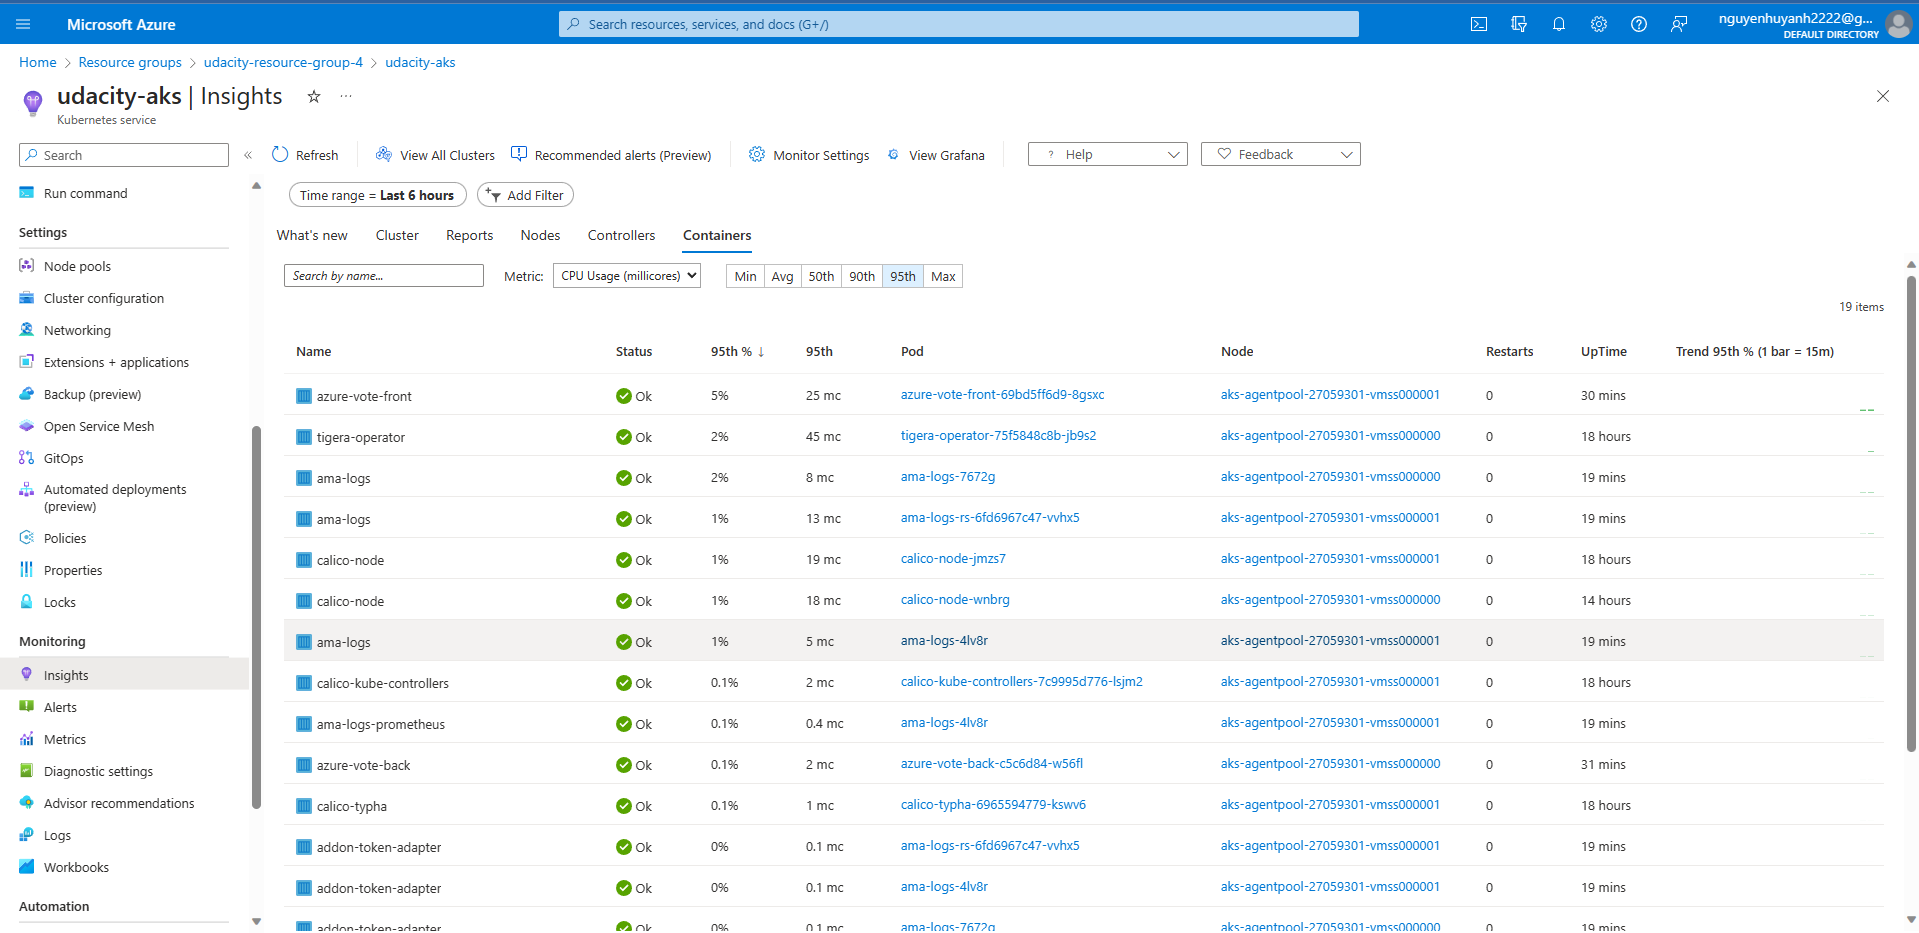 Microsoft Azure
Search resources, services, and docs (G+/)
nguyenhuyanh2222@g...
DEFAULT DIRECTORY
Home > Resource groups > udacity-resource-group-4 > udacity-aks
udacity-aks | Insights
Kubernetes service
Search
Refresh
View All Clusters
Recommended alerts (Preview)
Monitor Settings
View Grafana
? Help
Feedback
Run command
Settings
Node pools
Cluster configuration
Networking
Extensions + applications
Backup (preview)
Open Service Mesh
GitOps
Automated deployments
(preview)
Policies
Properties
Locks
Monitoring
Insights
Alerts
Metrics
Diagnostic settings
Advisor recommendations
Logs
Workbooks
Automation
Time range = Last 6 hours
Add Filter
What's new Cluster Reports Nodes Controllers Containers
Search by name...
Metric: CPU Usage (millicores)
Min Avg 50th 90th 95th Max
19 items
Name Status 95th % ↓ 95th Pod Node Restarts UpTime Trend 95th % (1 bar = 15m)
azure-vote-front Ok 5% 25 mc azure-vote-front-69bd5ff6d9-8gsxc aks-agentpool-27059301-vmss000001 0 30 mins
tigera-operator Ok 2% 45 mc tigera-operator-75f5848c8b-jb9s2 aks-agentpool-27059301-vmss000000 0 18 hours
ama-logs Ok 2% 8 mc ama-logs-7672g aks-agentpool-27059301-vmss000000 0 19 mins
ama-logs Ok 1% 13 mc ama-logs-rs-6fd6967c47-vvhx5 aks-agentpool-27059301-vmss000001 0 19 mins
calico-node Ok 1% 19 mc calico-node-jmzs7 aks-agentpool-27059301-vmss000001 0 18 hours
calico-node Ok 1% 18 mc calico-node-wnbrg aks-agentpool-27059301-vmss000000 0 14 hours
ama-logs Ok 1% 5 mc ama-logs-4lv8r aks-agentpool-27059301-vmss000001 0 19 mins
calico-kube-controllers Ok 0.1% 2 mc calico-kube-controllers-7c9995d776-lsjm2 aks-agentpool-27059301-vmss000001 0 18 hours
ama-logs-prometheus Ok 0.1% 0.4 mc ama-logs-4lv8r aks-agentpool-27059301-vmss000001 0 19 mins
azure-vote-back Ok 0.1% 2 mc azure-vote-back-c5c6d84-w56fl aks-agentpool-27059301-vmss000000 0 31 mins
calico-typha Ok 0.1% 1 mc calico-typha-6965594779-kswv6 aks-agentpool-27059301-vmss000001 0 18 hours
addon-token-adapter Ok 0% 0.1 mc ama-logs-rs-6fd6967c47-vvhx5 aks-agentpool-27059301-vmss000001 0 19 mins
addon-token-adapter Ok 0% 0.1 mc ama-logs-4lv8r aks-agentpool-27059301-vmss000001 0 19 mins
addon-token-adapter Ok 0% 0.1 mc ama-logs-7672g aks-agentpool-27059301-vmss000000 0 19 mins